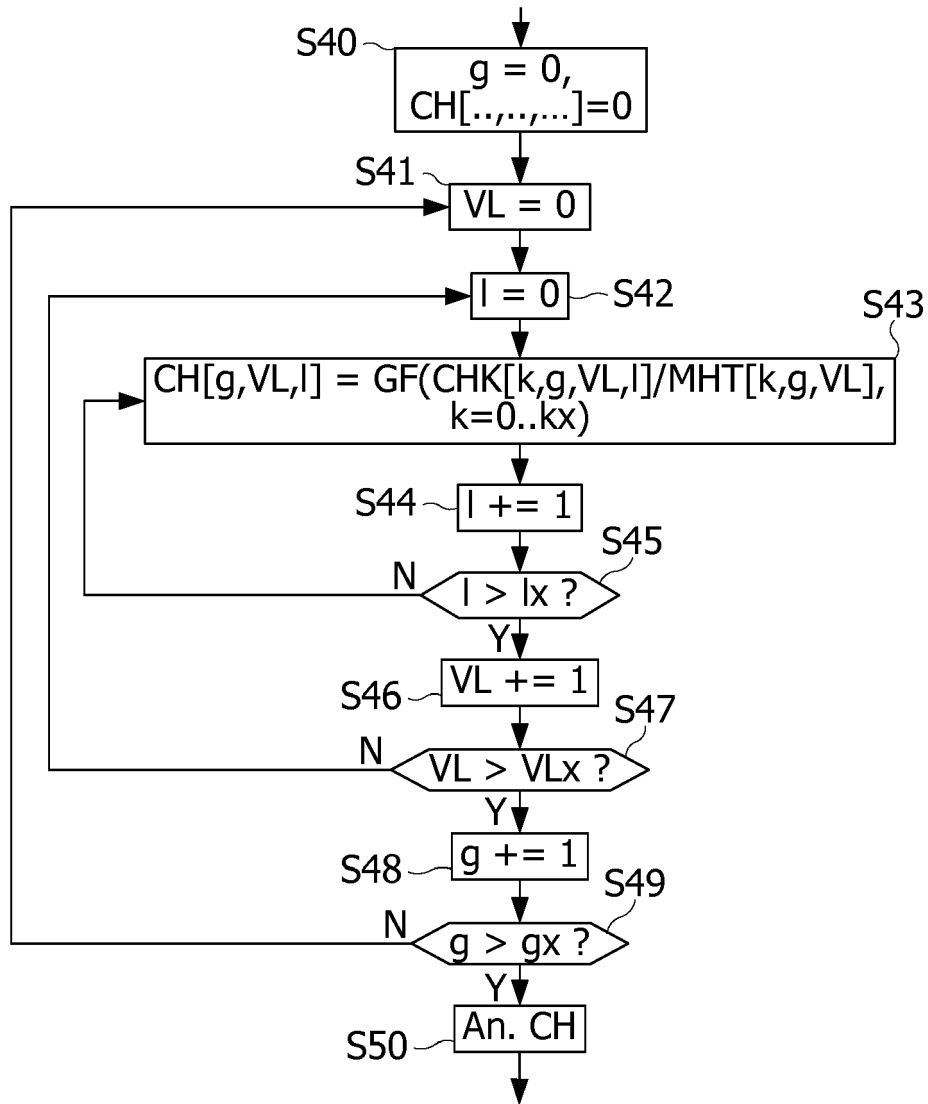 S40
g = 0,
CH[..,..,...]=0
S41
VL = 0
l = 0
S42
S43
CH[g,VL,l] = GF(CHK[k,g,VL,l]/MHT[k,g,VL],
k=0..kx)
S44
l += 1
S45
N
l > lx ?
Y
S46
VL += 1
S47
N
VL > VLx ?
Y
S48
g += 1
S49
N
g > gx ?
Y
S50
An. CH